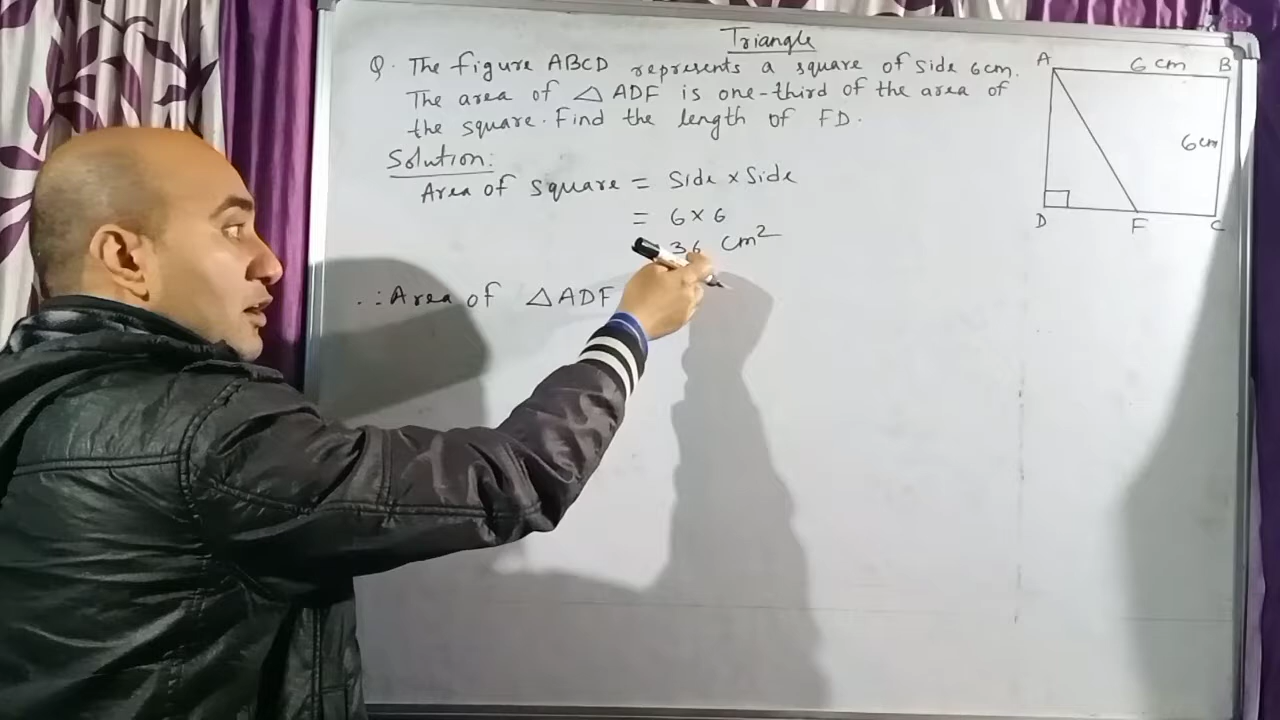 Triangle
Q. The figure ABCD represents a square of side 6cm.
The area of △ ADF is one-third of the area of
the square. Find the length of FD.
Solution:
Area of square = Side × Side
= 6 × 6
36 cm²
∴ Area of △ADF
A 6 cm B
6cm
D F C